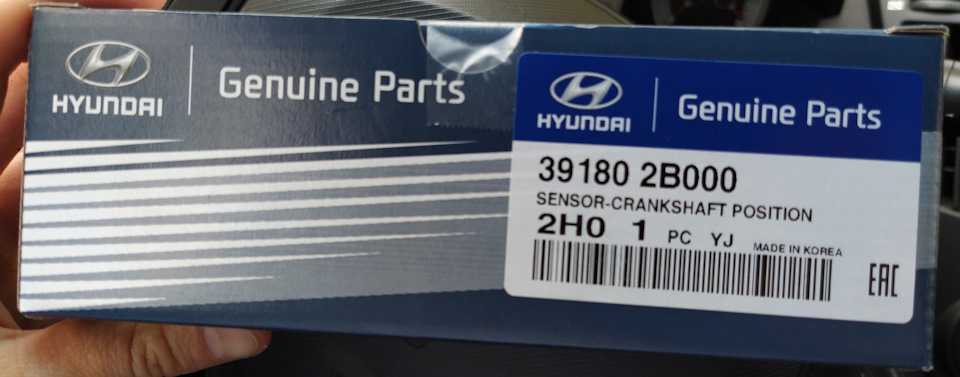 HYUNDAI
Genuine Parts
HYUNDAI
Genuine Parts
39180 2B000
SENSOR-CRANKSHAFT POSITION
2H0 1 PC YJ MADE IN KOREA
EAC